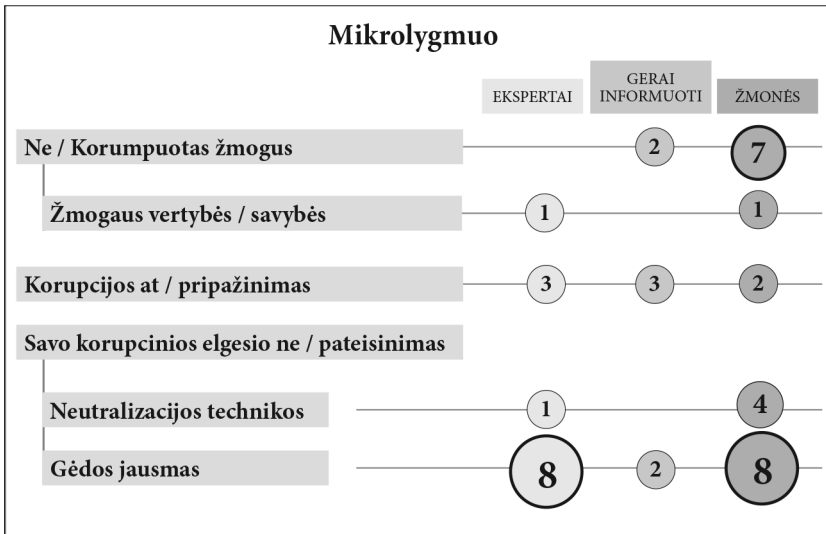 Mikrolygmuo
EKSPERTAI
GERAI
INFORMUOTI
ŽMONĖS
Ne / Korumpuotas žmogus
2
7
Žmogaus vertybės / savybės
1
1
Korupcijos at / pripažinimas
3
3
2
Savo korupcinios elgesio ne / pateisinimas
Neutralizacijos technikos
1
4
Gėdos jausmas
8
2
8